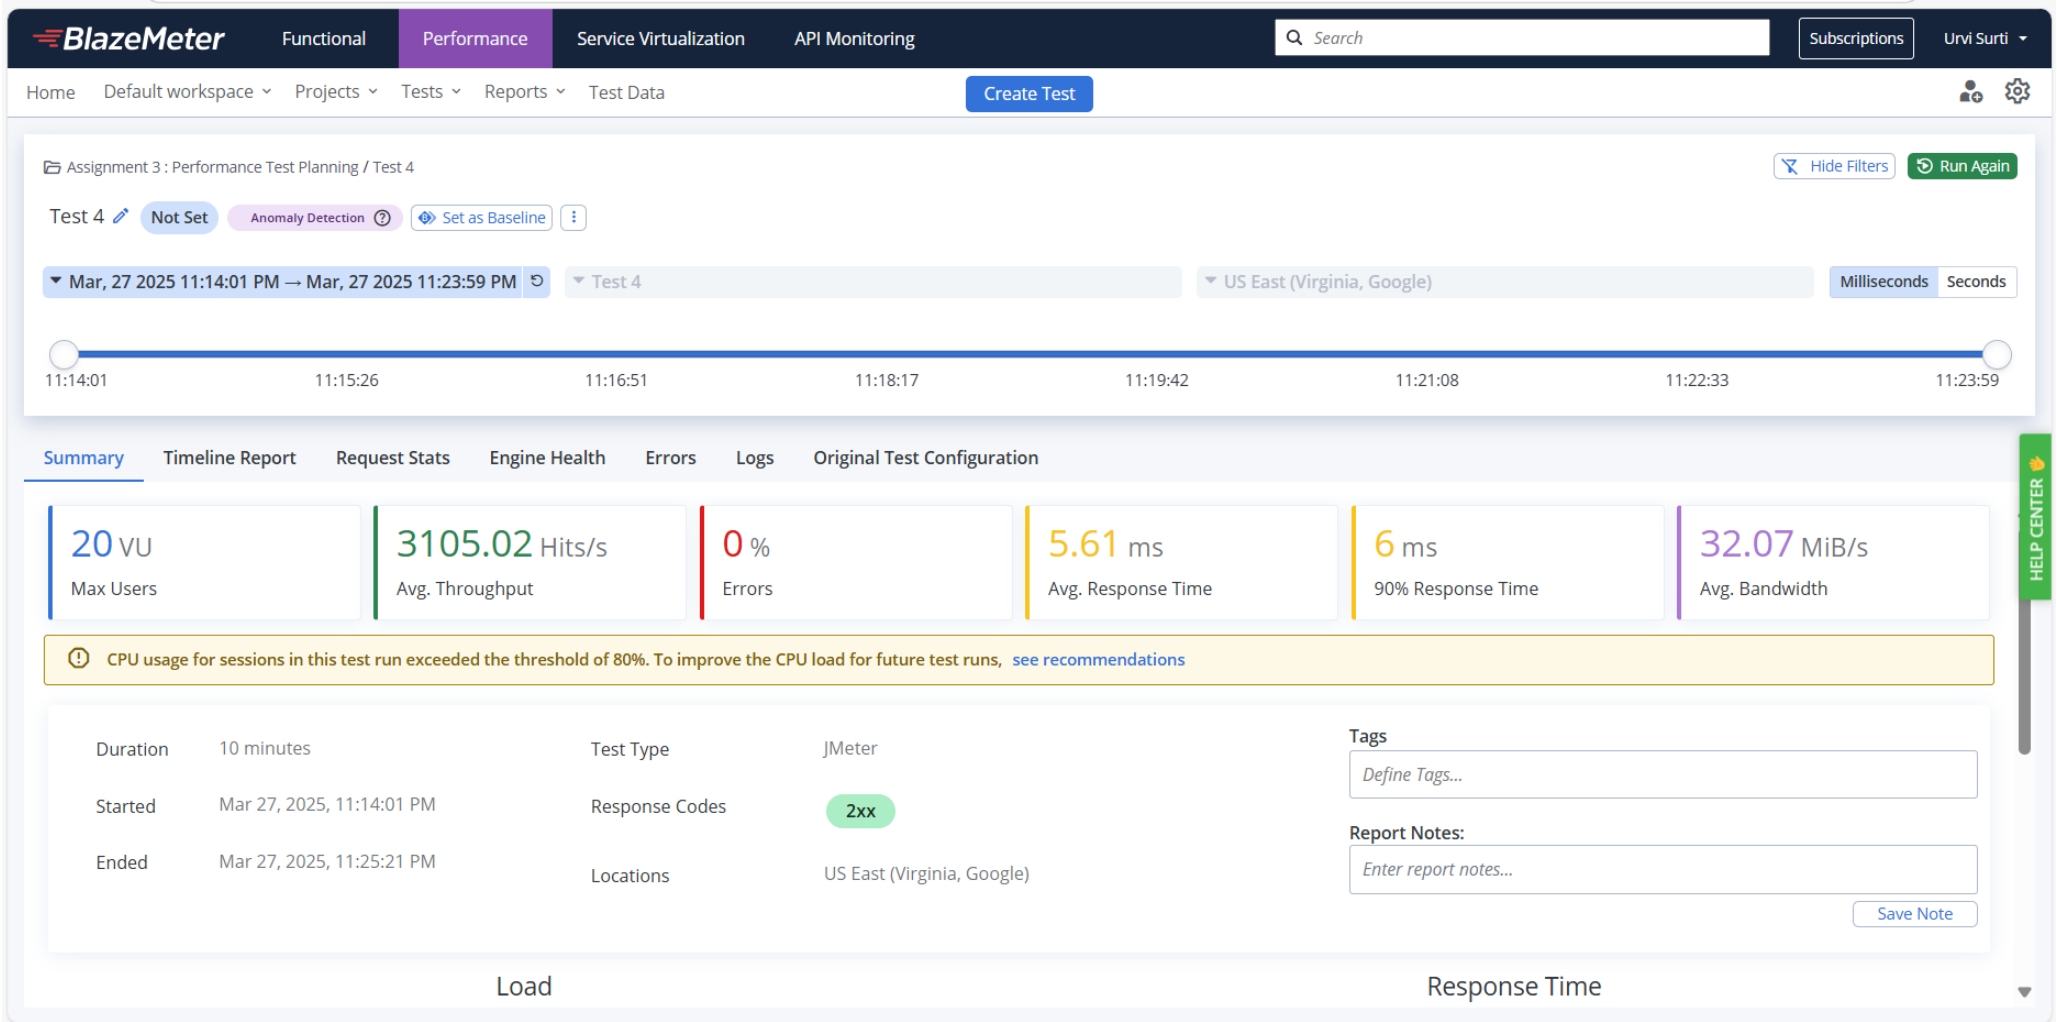 BlazeMeter Functional Performance Service Virtualization API Monitoring Search Subscriptions Urvi Surti
Home Default workspace Projects Tests Reports Test Data Create Test
Assignment 3 : Performance Test Planning / Test 4 Hide Filters Run Again
Test 4 Not Set Anomaly Detection ? Set as Baseline
Mar, 27 2025 11:14:01 PM → Mar, 27 2025 11:23:59 PM Test 4 US East (Virginia, Google) Milliseconds Seconds
11:14:01 11:15:26 11:16:51 11:18:17 11:19:42 11:21:08 11:22:33 11:23:59
Summary Timeline Report Request Stats Engine Health Errors Logs Original Test Configuration
HELP CENTER
20 VU 3105.02 Hits/s 0 % 5.61 ms 6 ms 32.07 MiB/s
Max Users Avg. Throughput Errors Avg. Response Time 90% Response Time Avg. Bandwidth
CPU usage for sessions in this test run exceeded the threshold of 80%. To improve the CPU load for future test runs, see recommendations
Duration 10 minutes Test Type JMeter
Started Mar 27, 2025, 11:14:01 PM Response Codes 2xx
Ended Mar 27, 2025, 11:25:21 PM Locations US East (Virginia, Google)
Tags
Define Tags...
Report Notes:
Enter report notes...
Save Note
Load Response Time